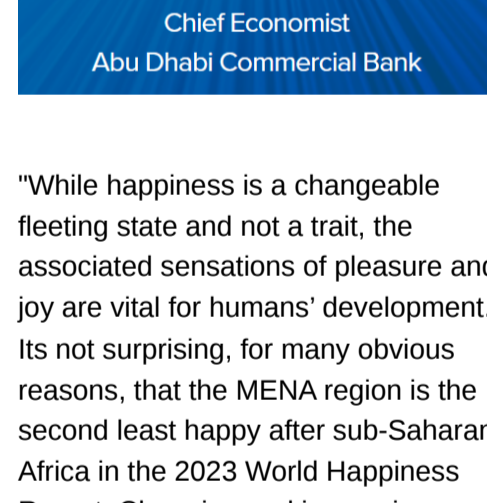 Chief Economist
Abu Dhabi Commercial Bank
"While happiness is a changeable
fleeting state and not a trait, the
associated sensations of pleasure and
joy are vital for humans’ development.
Its not surprising, for many obvious
reasons, that the MENA region is the
second least happy after sub-Saharan
Africa in the 2023 World Happiness